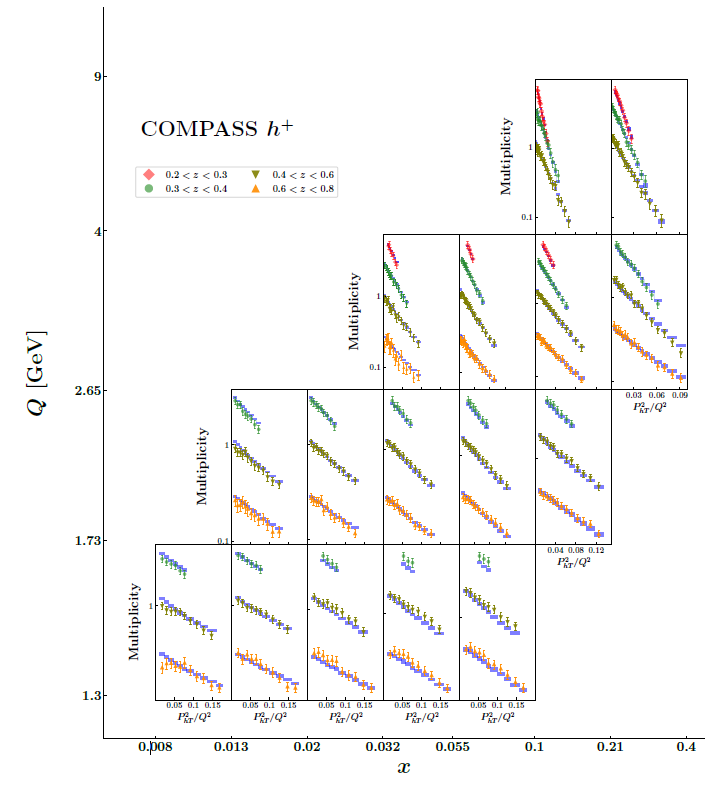 9
COMPASS h⁺
0.2 < z < 0.3
0.4 < z < 0.6
0.3 < z < 0.4
0.6 < z < 0.8
Multiplicity
1
0.1
4
Multiplicity
1
0.1
Q [GeV]
2.65
0.03 0.06 0.09
P²hT/Q²
Multiplicity
1
0.1
1.73
0.04 0.08 0.12
P²hT/Q²
Multiplicity
1
1.3
0.05 0.1 0.15 0.05 0.1 0.15 0.05 0.1 0.15 0.05 0.1 0.15 0.05 0.1 0.15
P²hT/Q² P²hT/Q² P²hT/Q² P²hT/Q² P²hT/Q²
0.008 0.013 0.02 0.032 0.055 0.1 0.21 0.4
x